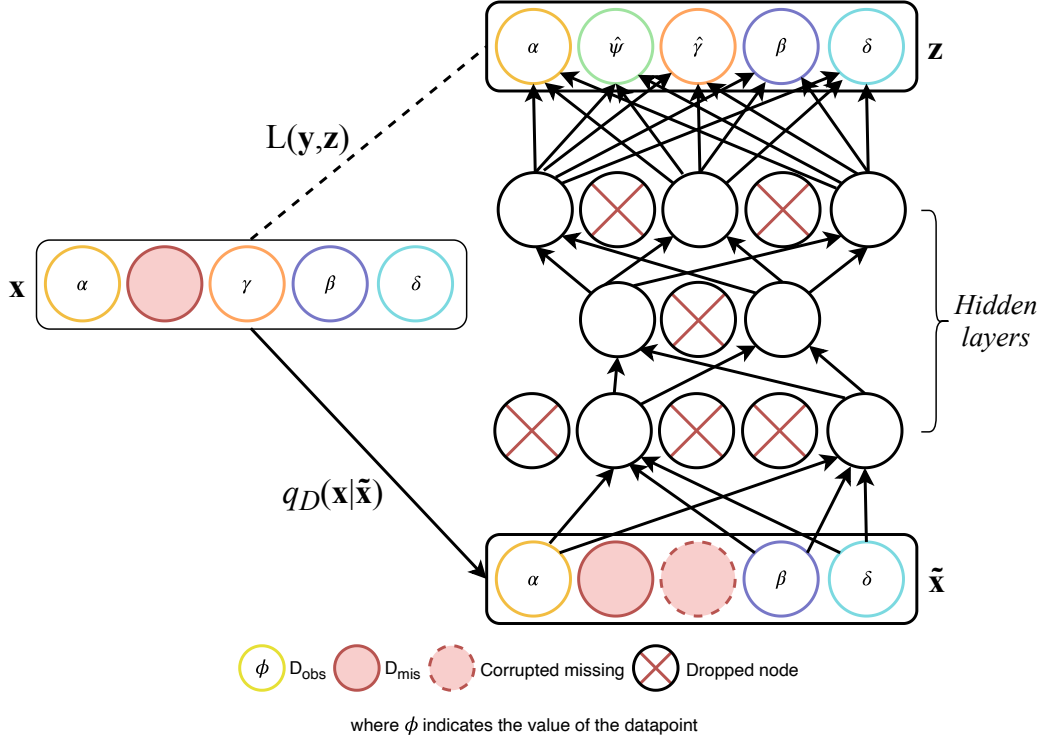 α ψ̂ γ̂ β δ z
L(y,z)
x α γ β δ
Hidden
layers
q_D(x|x̃)
α β δ x̃
ϕ D_obs D_mis Corrupted missing Dropped node
where ϕ indicates the value of the datapoint